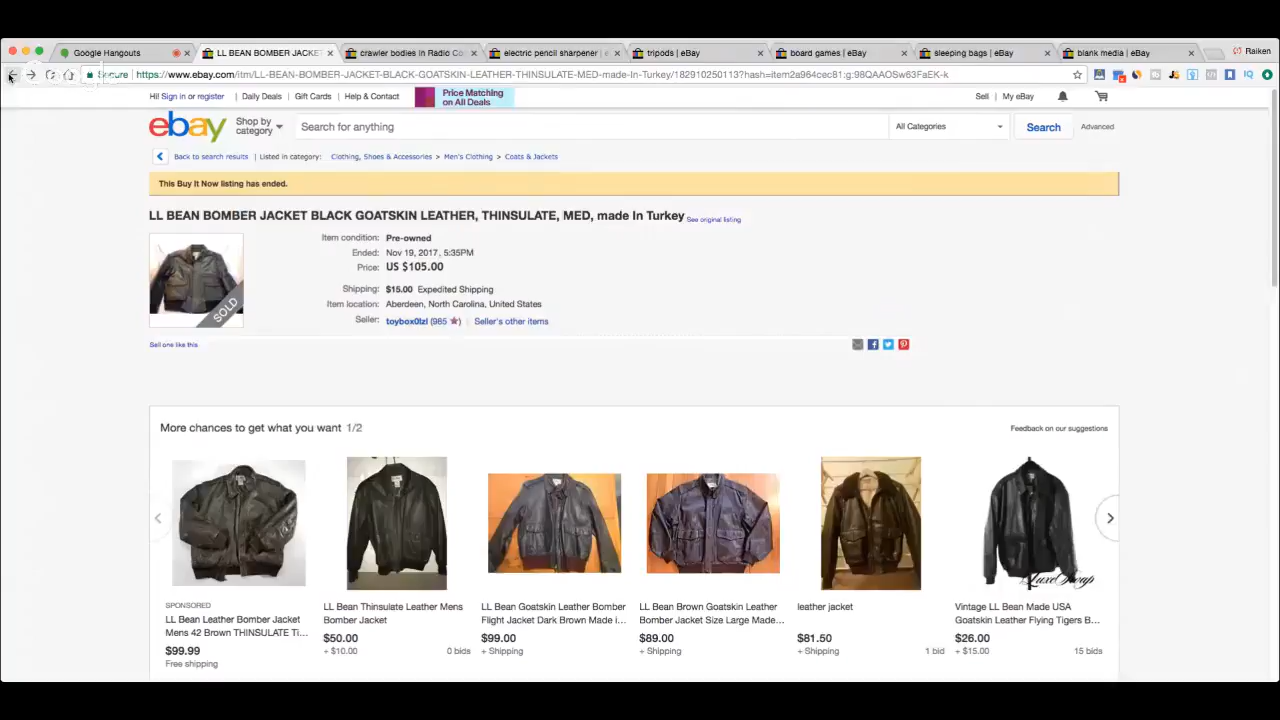 Google Hangouts
LL BEAN BOMBER JACKET
crawler bodies in Radio Co
electric pencil sharpener
tripods | eBay
board games | eBay
sleeping bags | eBay
blank media | eBay
Raiken
Secure
https://www.ebay.com/itm/LL-BEAN-BOMBER-JACKET-BLACK-GOATSKIN-LEATHER-THINSULATE-MED-made-In-Turkey/182910250113?hash=item2a964cec81:g:98QAAOSw63FaEK-k
Hi! Sign in or register
Daily Deals
Gift Cards
Help & Contact
Price Matching
on All Deals
Sell
My eBay
ebay
Shop by
category
Search for anything
All Categories
Search
Advanced
Back to search results | Listed in category: Clothing, Shoes & Accessories > Men's Clothing > Coats & Jackets
This Buy It Now listing has ended.
LL BEAN BOMBER JACKET BLACK GOATSKIN LEATHER, THINSULATE, MED, made In Turkey See original listing
SOLD
Item condition: Pre-owned
Ended: Nov 19, 2017, 5:35PM
Price: US $105.00
Shipping: $15.00 Expedited Shipping
Item location: Aberdeen, North Carolina, United States
Seller: toybox0lzl (985 ) | Seller's other items
Sell one like this
More chances to get what you want 1/2
Feedback on our suggestions
SPONSORED
LL Bean Leather Bomber Jacket
Mens 42 Brown THINSULATE Ti...
$99.99
Free shipping
LL Bean Thinsulate Leather Mens
Bomber Jacket
$50.00
+ $10.00
0 bids
LL Bean Goatskin Leather Bomber
Flight Jacket Dark Brown Made i...
$99.00
+ Shipping
LL Bean Brown Goatskin Leather
Bomber Jacket Size Large Made...
$89.00
+ Shipping
leather jacket
$81.50
+ Shipping
1 bid
LuxeSwap
Vintage LL Bean Made USA
Goatskin Leather Flying Tigers B...
$26.00
+ $15.00
15 bids